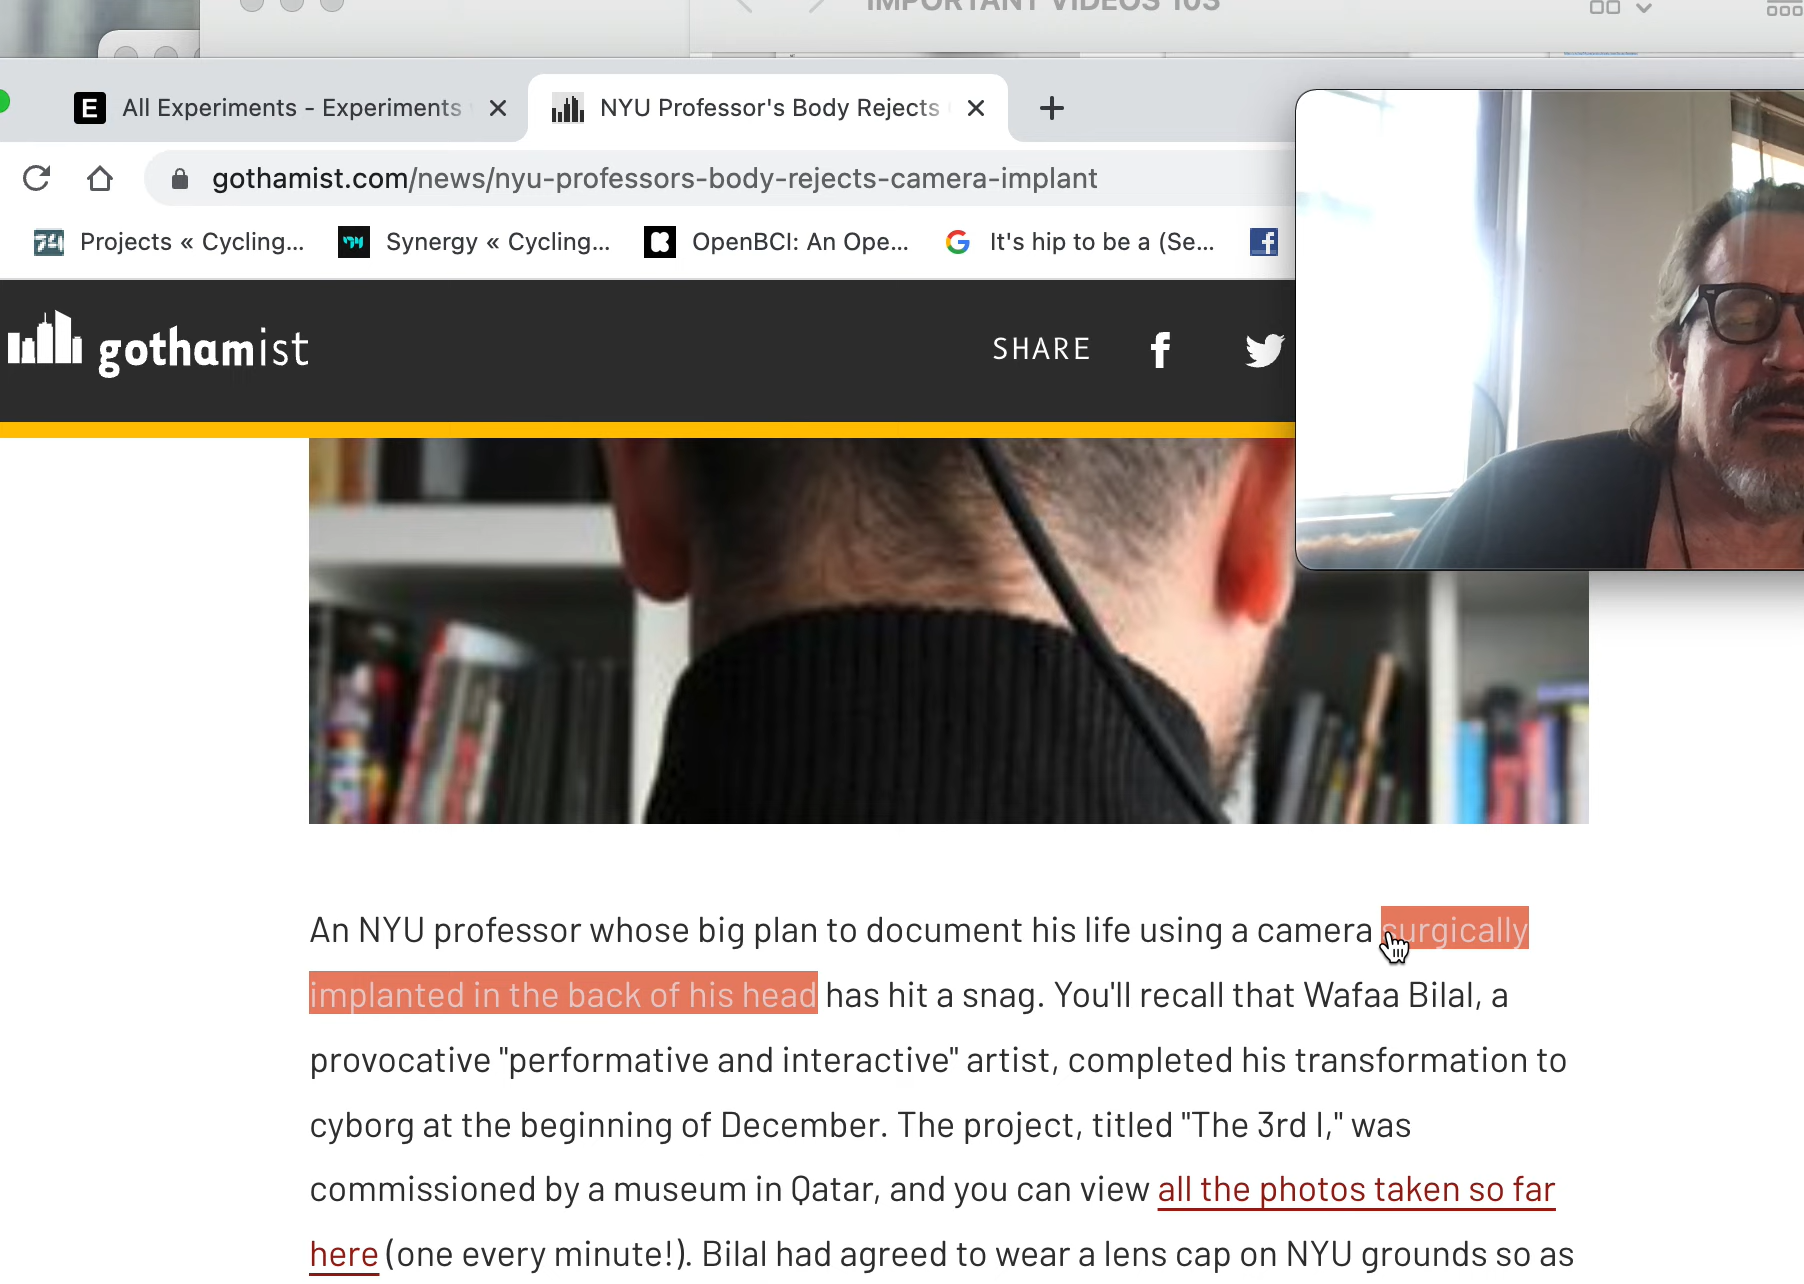 IMPORTANT VIDEOS 103
All Experiments - Experiments
NYU Professor's Body Rejects
gothamist.com/news/nyu-professors-body-rejects-camera-implant
Projects « Cycling...
Synergy « Cycling...
OpenBCI: An Ope...
It's hip to be a (Se...
gothamist
SHARE
An NYU professor whose big plan to document his life using a camera surgically
implanted in the back of his head has hit a snag. You'll recall that Wafaa Bilal, a
provocative "performative and interactive" artist, completed his transformation to
cyborg at the beginning of December. The project, titled "The 3rd I," was
commissioned by a museum in Qatar, and you can view all the photos taken so far
here (one every minute!). Bilal had agreed to wear a lens cap on NYU grounds so as